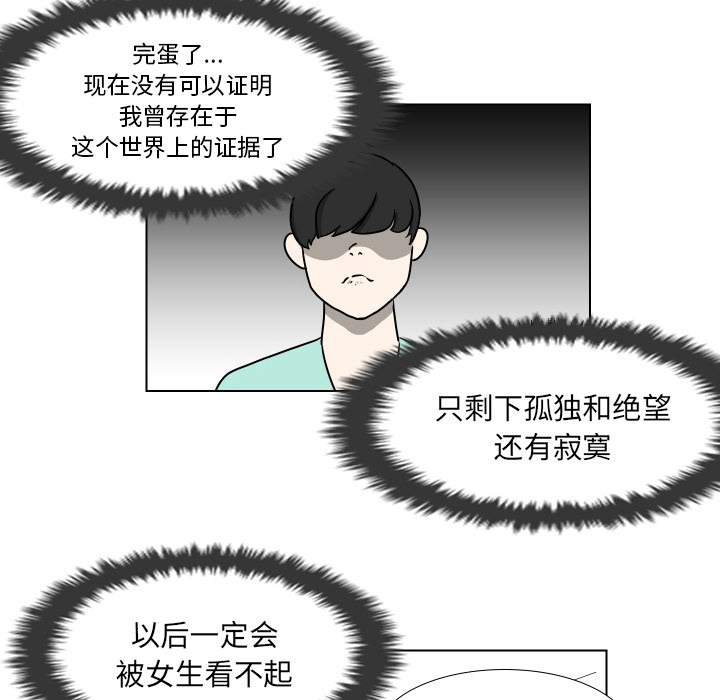 完蛋了...
现在没有可以证明
我曾存在于
这个世界上的证据了
只剩下孤独和绝望
还有寂寞
以后一定会
被女生看不起